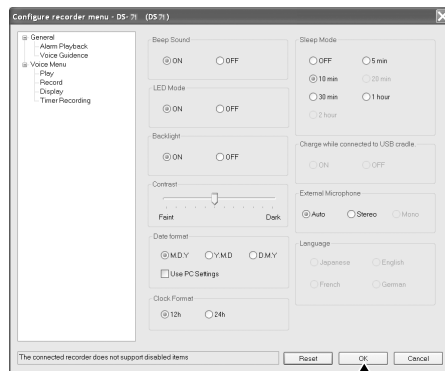 Configure recorder menu - DS-71 (DS71)
General
Alarm Playback
Voice Guidance
Voice Menu
Play
Record
Display
Timer Recording
Beep Sound
ON
OFF
LED Mode
ON
OFF
Backlight
ON
OFF
Contrast
Faint
Dark
Date format
M.D.Y
Y.M.D
D.M.Y
Use PC Settings
Clock Format
12h
24h
Sleep Mode
OFF
5 min
10 min
20 min
30 min
1 hour
2 hour
Charge while connected to USB cradle.
ON
OFF
External Microphone
Auto
Stereo
Mono
Language
Japanese
English
French
German
The connected recorder does not support disabled items
Reset
OK
Cancel